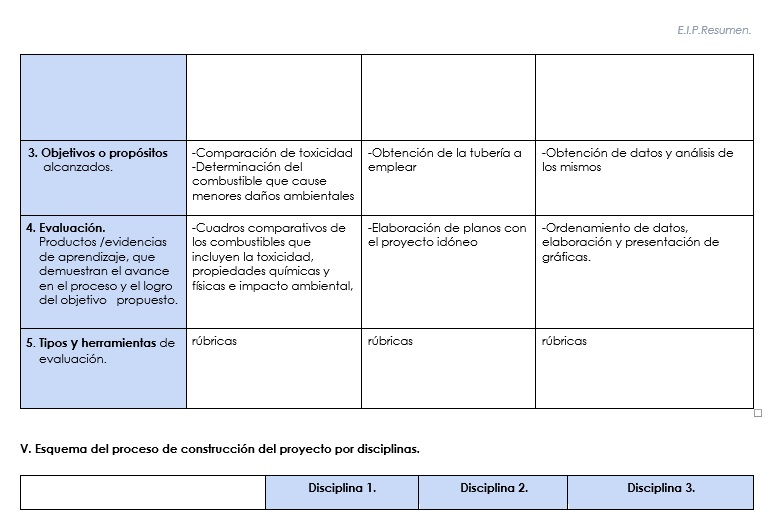 E.I.P.Resumen.
3. Objetivos o propósitos
alcanzados.
-Comparación de toxicidad
-Determinación del
combustible que cause
menores daños ambientales
-Obtención de la tubería a
emplear
-Obtención de datos y análisis de
los mismos
4. Evaluación.
Productos /evidencias
de aprendizaje, que
demuestran el avance
en el proceso y el logro
del objetivo propuesto.
-Cuadros comparativos de
los combustibles que
incluyen la toxicidad,
propiedades químicas y
físicas e impacto ambiental,
-Elaboración de planos con
el proyecto idóneo
-Ordenamiento de datos,
elaboración y presentación de
gráficas.
5. Tipos y herramientas de
evaluación.
rúbricas
rúbricas
rúbricas
V. Esquema del proceso de construcción del proyecto por disciplinas.
Disciplina 1.
Disciplina 2.
Disciplina 3.